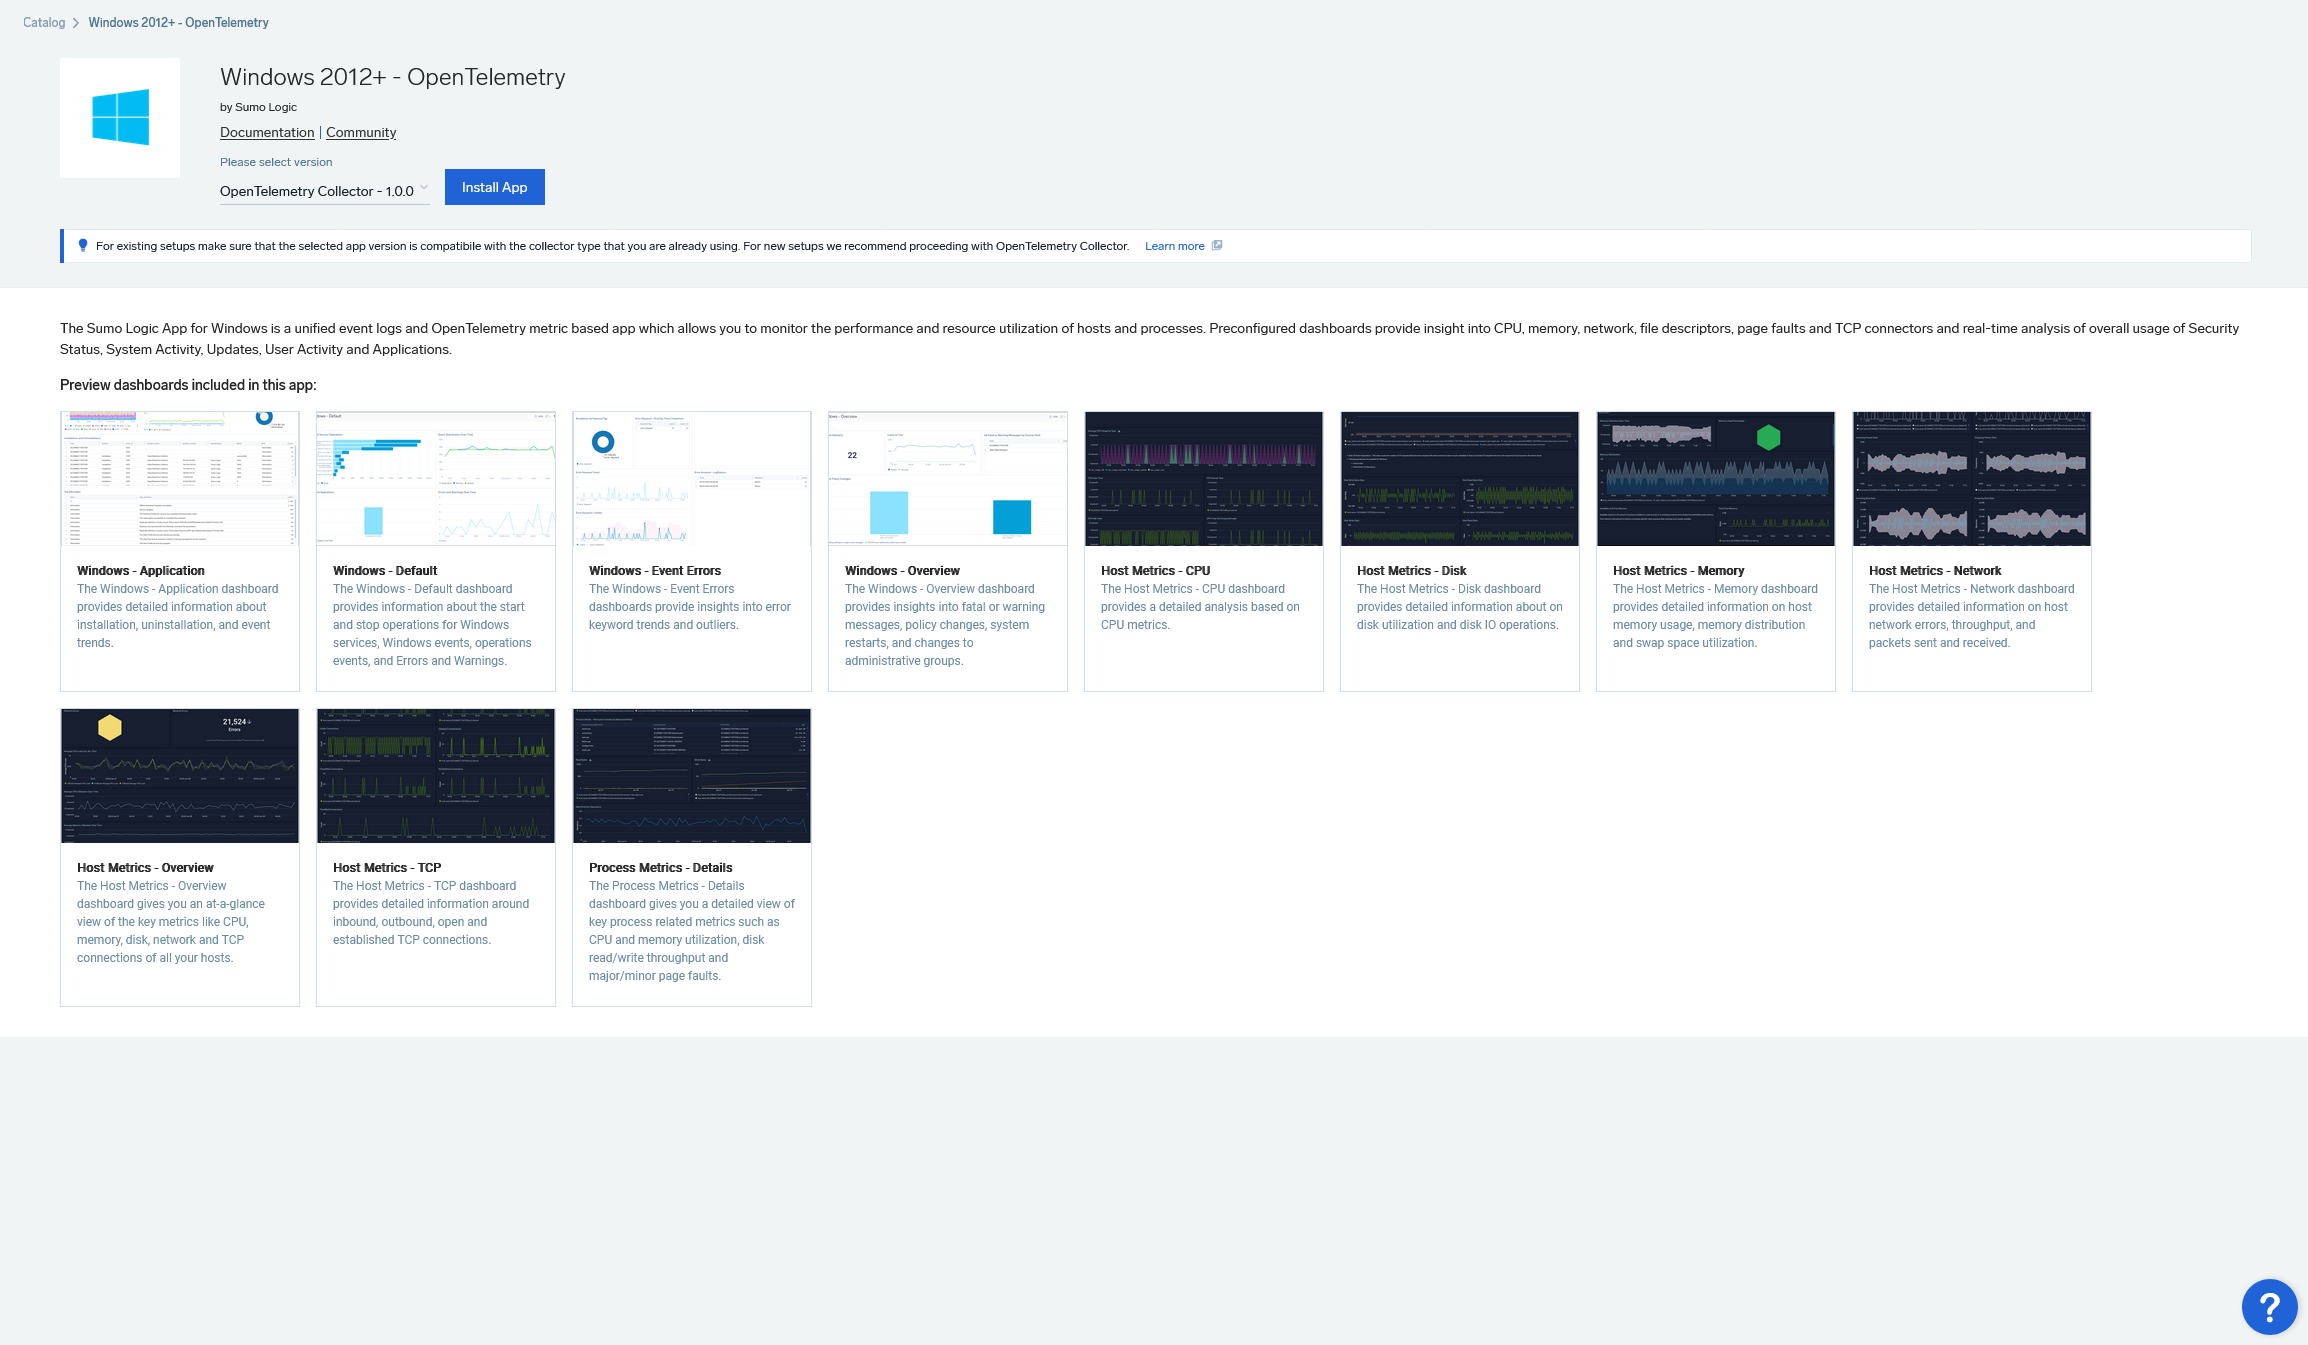 Catalog
Windows 2012+ - OpenTelemetry
Windows 2012+ - OpenTelemetry
by Sumo Logic
Documentation | Community
Please select version
OpenTelemetry Collector - 1.0.0
Install App
For existing setups make sure that the selected app version is compatibile with the collector type that you are already using. For new setups we recommend proceeding with OpenTelemetry Collector. Learn more
The Sumo Logic App for Windows is a unified event logs and OpenTelemetry metric based app which allows you to monitor the performance and resource utilization of hosts and processes. Preconfigured dashboards provide insight into CPU, memory, network, file descriptors, page faults and TCP connectors and real-time analysis of overall usage of Security
Status, System Activity, Updates, User Activity and Applications.
Preview dashboards included in this app:
22
Windows - Application
The Windows - Application dashboard
provides detailed information about
installation, uninstallation, and event
trends.
Windows - Default
The Windows - Default dashboard
provides information about the start
and stop operations for Windows
services, Windows events, operations
events, and Errors and Warnings.
Windows - Event Errors
The Windows - Event Errors
dashboards provide insights into error
keyword trends and outliers.
Windows - Overview
The Windows - Overview dashboard
provides insights into fatal or warning
messages, policy changes, system
restarts, and changes to
administrative groups.
Host Metrics - CPU
The Host Metrics - CPU dashboard
provides a detailed analysis based on
CPU metrics.
Host Metrics - Disk
The Host Metrics - Disk dashboard
provides detailed information about on
disk utilization and disk IO operations.
Host Metrics - Memory
The Host Metrics - Memory dashboard
provides detailed information on host
memory usage, memory distribution
and swap space utilization.
Host Metrics - Network
The Host Metrics - Network dashboard
provides detailed information on host
network errors, throughput, and
packets sent and received.
21,524
Errors
Host Metrics - Overview
The Host Metrics - Overview
dashboard gives you an at-a-glance
view of the key metrics like CPU,
memory, disk, network and TCP
connections of all your hosts.
Host Metrics - TCP
The Host Metrics - TCP dashboard
provides detailed information around
inbound, outbound, open and
established TCP connections.
Process Metrics - Details
The Process Metrics - Details
dashboard gives you a detailed view of
key process related metrics such as
CPU and memory utilization, disk
read/write throughput and
major/minor page faults.
?